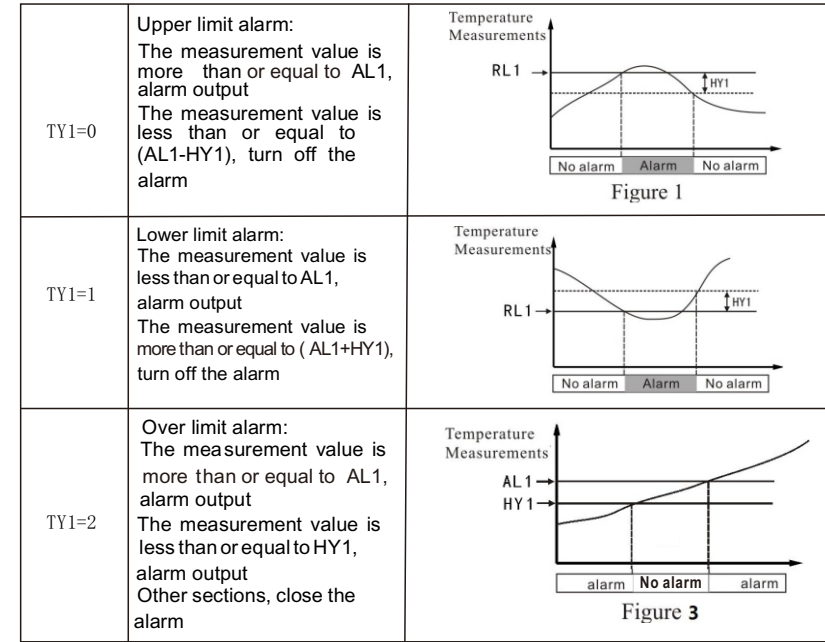 TY1=0
Upper limit alarm:
The measurement value is
more than or equal to AL1,
alarm output
The measurement value is
less than or equal to
(AL1-HY1), turn off the
alarm
Temperature
Measurements
RL1
HY1
No alarm
Alarm
No alarm
Figure 1
TY1=1
Lower limit alarm:
The measurement value is
less than or equal to AL1,
alarm output
The measurement value is
more than or equal to ( AL1+HY1),
turn off the alarm
Temperature
Measurements
RL1
HY1
No alarm
Alarm
No alarm
TY1=2
Over limit alarm:
The measurement value is
more than or equal to AL1,
alarm output
The measurement value is
less than or equal to HY1,
alarm output
Other sections, close the
alarm
Temperature
Measurements
AL1
HY1
alarm
No alarm
alarm
Figure 3